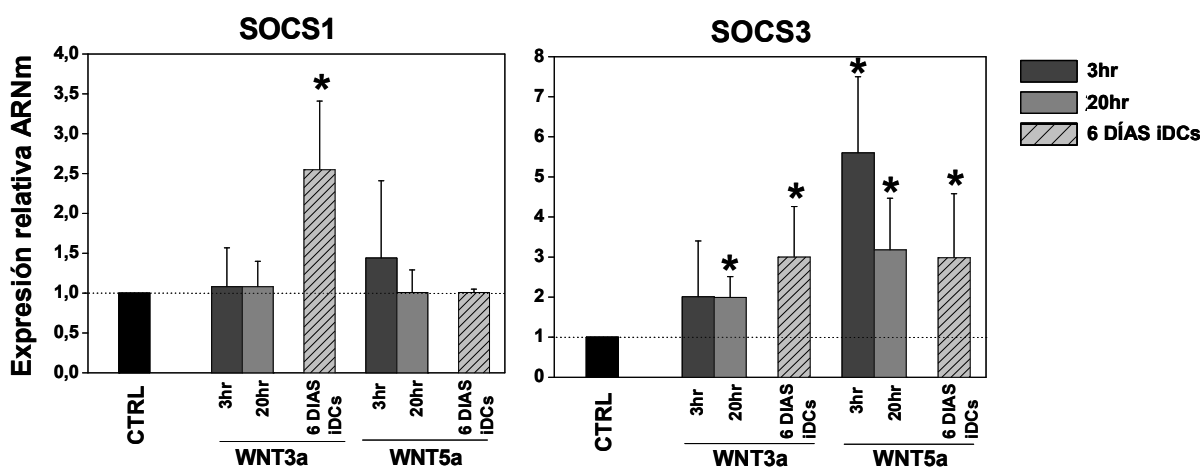 SOCS1
SOCS3
Expresión relativa ARNm
4,0
3,5
3,0
2,5
2,0
1,5
1,0
0,5
0,0
*
CTRL
3hr
20hr
6 DIAS
iDCs
3hr
20hr
6 DIAS
iDCs
WNT3a
WNT5a
8
7
6
5
4
3
2
1
0
*
*
*
*
*
CTRL
3hr
20hr
6 DÍAS
iDCs
3hr
20hr
6 DÍAS
iDCs
WNT3a
WNT5a
3hr
20hr
6 DÍAS iDCs